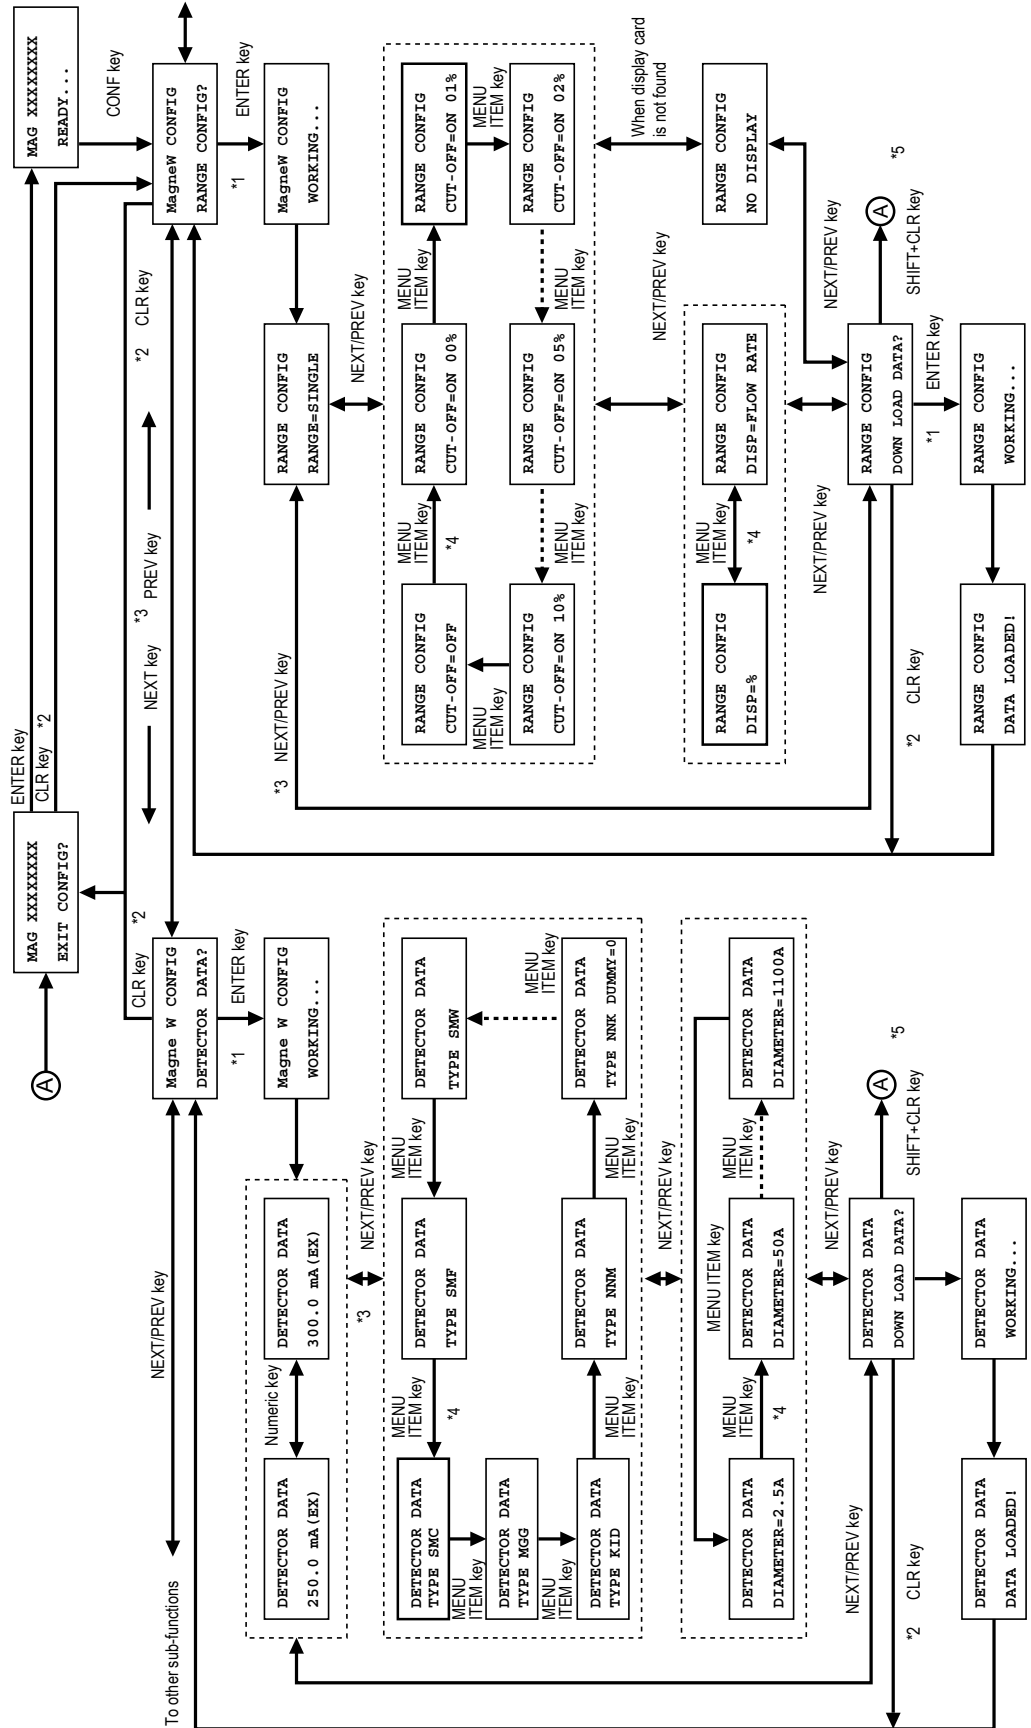 A
MAG XXXXXXXX
EXIT CONFIG?
ENTER key
CLR key *2
MAG XXXXXXXXX
READY...
CONF key
To other sub-functions
NEXT/PREV key
CLR key
*2
Magne W CONFIG
DETECTOR DATA?
NEXT key
*3 PREV key
*2 CLR key
MagneW CONFIG
RANGE CONFIG?
*1
ENTER key
*1
ENTER key
DETECTOR DATA
250.0 mA(EX)
Numeric key
DETECTOR DATA
300.0 mA(EX)
Magne W CONFIG
WORKING...
*3 NEXT/PREV key
RANGE CONFIG
RANGE=SINGLE
MagneW CONFIG
WORKING...
*3
NEXT/PREV key
NEXT/PREV key
DETECTOR DATA
TYPE SMC
MENU
ITEM key
*4
DETECTOR DATA
TYPE SMF
MENU
ITEM key
DETECTOR DATA
TYPE SMW
RANGE CONFIG
CUT-OFF=OFF
MENU
ITEM key
*4
RANGE CONFIG
CUT-OFF=ON 00%
MENU
ITEM key
RANGE CONFIG
CUT-OFF=ON 01%
MENU
ITEM key
DETECTOR DATA
TYPE MGG
MENU
ITEM key
MENU
ITEM key
MENU
ITEM key
MENU
ITEM key
DETECTOR DATA
TYPE KID
MENU
ITEM key
DETECTOR DATA
TYPE NNM
MENU
ITEM key
DETECTOR DATA
TYPE NNK DUMMY=0
RANGE CONFIG
CUT-OFF=ON 10%
MENU
ITEM key
RANGE CONFIG
CUT-OFF=ON 05%
MENU
ITEM key
RANGE CONFIG
CUT-OFF=ON 02%
NEXT/PREV key
NEXT/PREV key
When display card
is not found
MENU ITEM key
DETECTOR DATA
DIAMETER=2.5A
MENU
ITEM key
*4
DETECTOR DATA
DIAMETER=50A
MENU
ITEM key
DETECTOR DATA
DIAMETER=1100A
RANGE CONFIG
DISP=%
MENU
ITEM key
*4
RANGE CONFIG
DISP=FLOW RATE
RANGE CONFIG
NO DISPLAY
NEXT/PREV key
NEXT/PREV key
NEXT/PREV key
NEXT/PREV key
DETECTOR DATA
DOWN LOAD DATA?
A
*5
SHIFT+CLR key
RANGE CONFIG
DOWN LOAD DATA?
A
*5
SHIFT+CLR key
*2 CLR key
*2 CLR key
*1
ENTER key
DETECTOR DATA
DATA LOADED!
DETECTOR DATA
WORKING...
RANGE CONFIG
DATA LOADED!
RANGE CONFIG
WORKING...